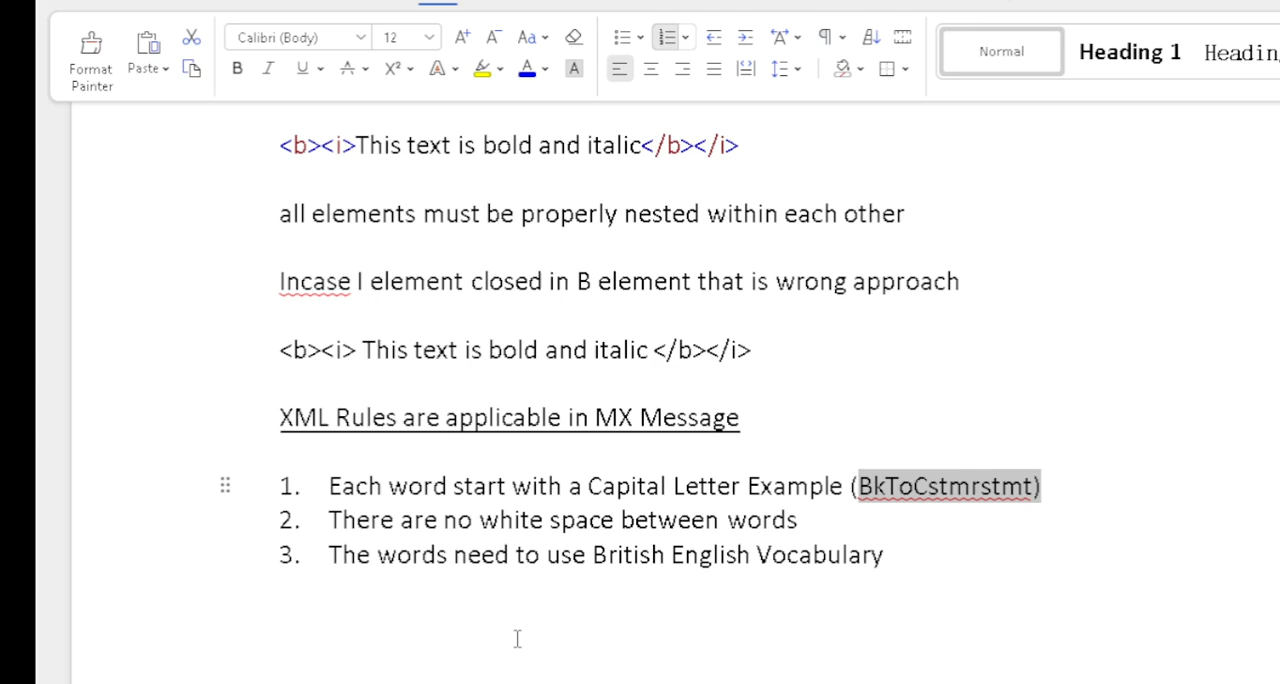 Calibri (Body) 12 Aa
Format Painter Paste B I U A X² A A A
Normal Heading 1 Headin
<b><i>This text is bold and italic</b></i>
all elements must be properly nested within each other
Incase I element closed in B element that is wrong approach
<b><i> This text is bold and italic </b></i>
XML Rules are applicable in MX Message
1. Each word start with a Capital Letter Example (BkToCstmrstmt)
2. There are no white space between words
3. The words need to use British English Vocabulary